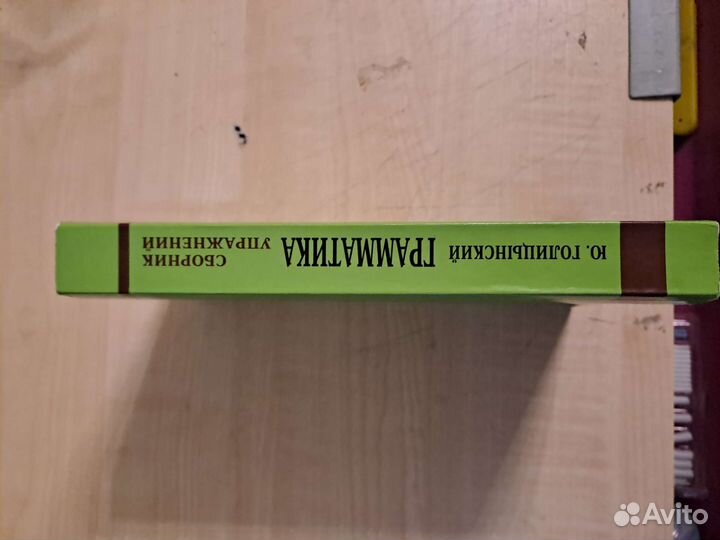 Ю. ГОЛИЦЫНСКИЙ
ГРАММАТИКА
СБОРНИК
УПРАЖНЕНИЙ
Avito